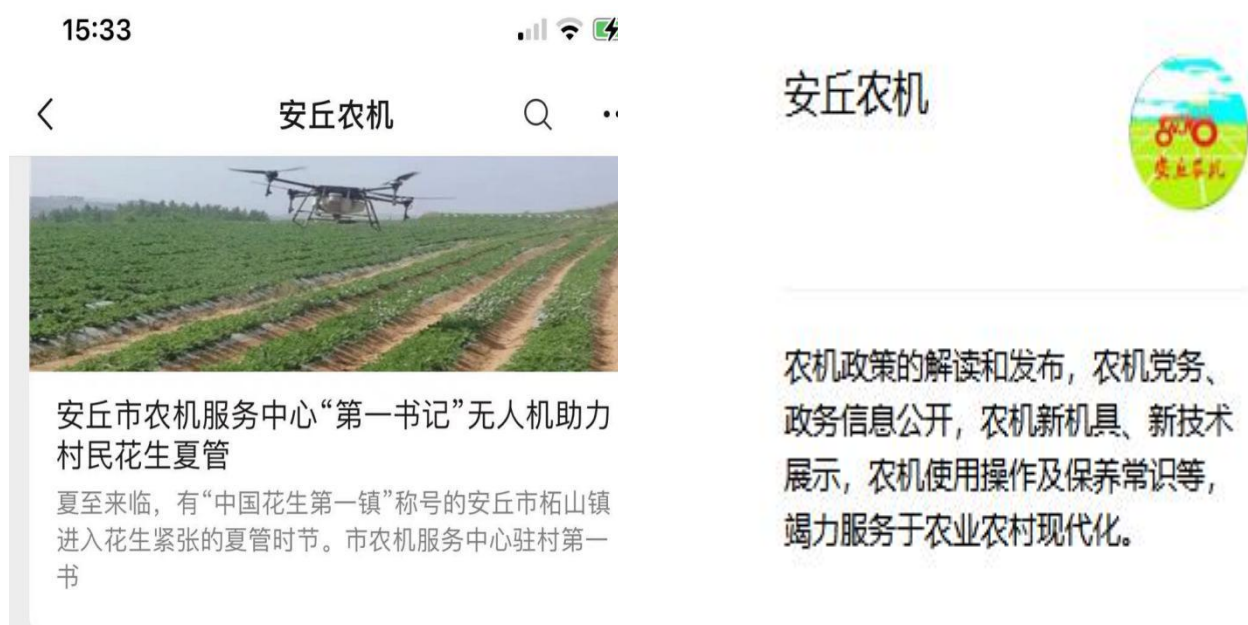 15:33
安丘农机
安丘市农机服务中心“第一书记”无人机助力
村民花生夏管
夏至来临，有“中国花生第一镇”称号的安丘市柘山镇
进入花生紧张的夏管时节。市农机服务中心驻村第一
书
安丘农机
安丘农机
农机政策的解读和发布，农机党务、
政务信息公开，农机新机具、新技术
展示，农机使用操作及保养常识等，
竭力服务于农业农村现代化。